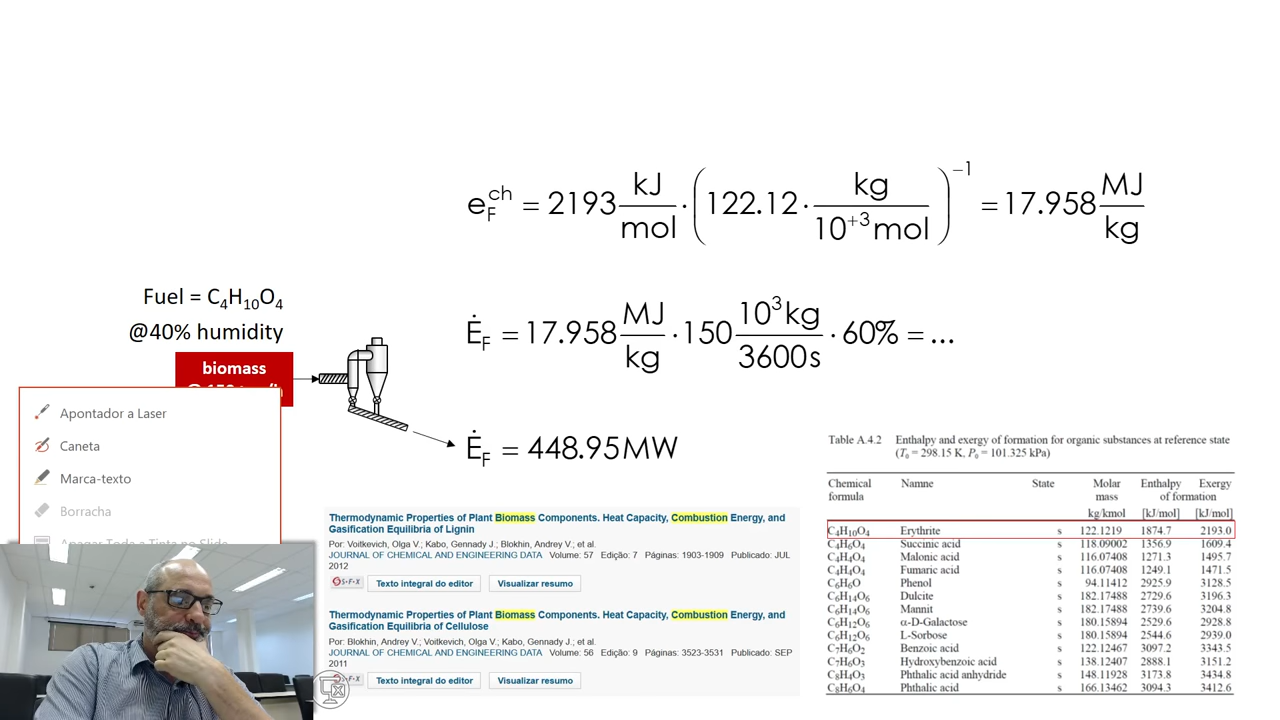 e_F^ch = 2193 kJ/mol · (122.12 · kg/10^+3 mol)^−1 = 17.958 MJ/kg
Fuel = C₄H₁₀O₄
@40% humidity
Ė_F = 17.958 MJ/kg · 150 10³kg/3600s · 60% = ...
biomass
Ė_F = 448.95MW
Apontador a Laser
Caneta
Marca-texto
Borracha
Apagar Toda a Tinta no Slide
Thermodynamic Properties of Plant Biomass Components. Heat Capacity, Combustion Energy, and
Gasification Equilibria of Lignin
Por: Voitkevich, Olga V.; Kabo, Gennady J.; Blokhin, Andrey V.; et al.
JOURNAL OF CHEMICAL AND ENGINEERING DATA Volume: 57 Edição: 7 Páginas: 1903-1909 Publicado: JUL
2012
S·F·X Texto integral do editor Visualizar resumo
Thermodynamic Properties of Plant Biomass Components. Heat Capacity, Combustion Energy, and
Gasification Equilibria of Cellulose
Por: Blokhin, Andrey V.; Voitkevich, Olga V.; Kabo, Gennady J.; et al.
JOURNAL OF CHEMICAL AND ENGINEERING DATA Volume: 56 Edição: 9 Páginas: 3523-3531 Publicado: SEP
2011
S·F·X Texto integral do editor Visualizar resumo
Table A.4.2 Enthalpy and exergy of formation for organic substances at reference state
(T₀ = 298.15 K, P₀ = 101.325 kPa)
Chemical Namne State Molar Enthalpy Exergy
formula mass of formation
kg/kmol [kJ/mol] [kJ/mol]
C₄H₁₀O₄ Erythrite s 122.1219 1874.7 2193.0
C₄H₆O₄ Succinic acid s 118.09002 1356.9 1609.4
C₄H₄O₄ Malonic acid s 116.07408 1271.3 1495.7
C₄H₄O₄ Fumaric acid s 116.07408 1249.1 1471.5
C₆H₆O Phenol s 94.11412 2925.9 3128.5
C₆H₁₄O₆ Dulcite s 182.17488 2729.6 3196.3
C₆H₁₄O₆ Mannit s 182.17488 2739.6 3204.8
C₆H₁₂O₆ α-D-Galactose s 180.15894 2529.6 2928.8
C₆H₁₂O₆ L-Sorbose s 180.15894 2544.6 2939.0
C₇H₆O₂ Benzoic acid s 122.12467 3097.2 3343.5
C₇H₆O₃ Hydroxybenzoic acid s 138.12407 2888.1 3151.2
C₈H₄O₃ Phthalic acid anhydride s 148.11928 3173.8 3434.8
C₈H₆O₄ Phthalic acid s 166.13462 3094.3 3412.6